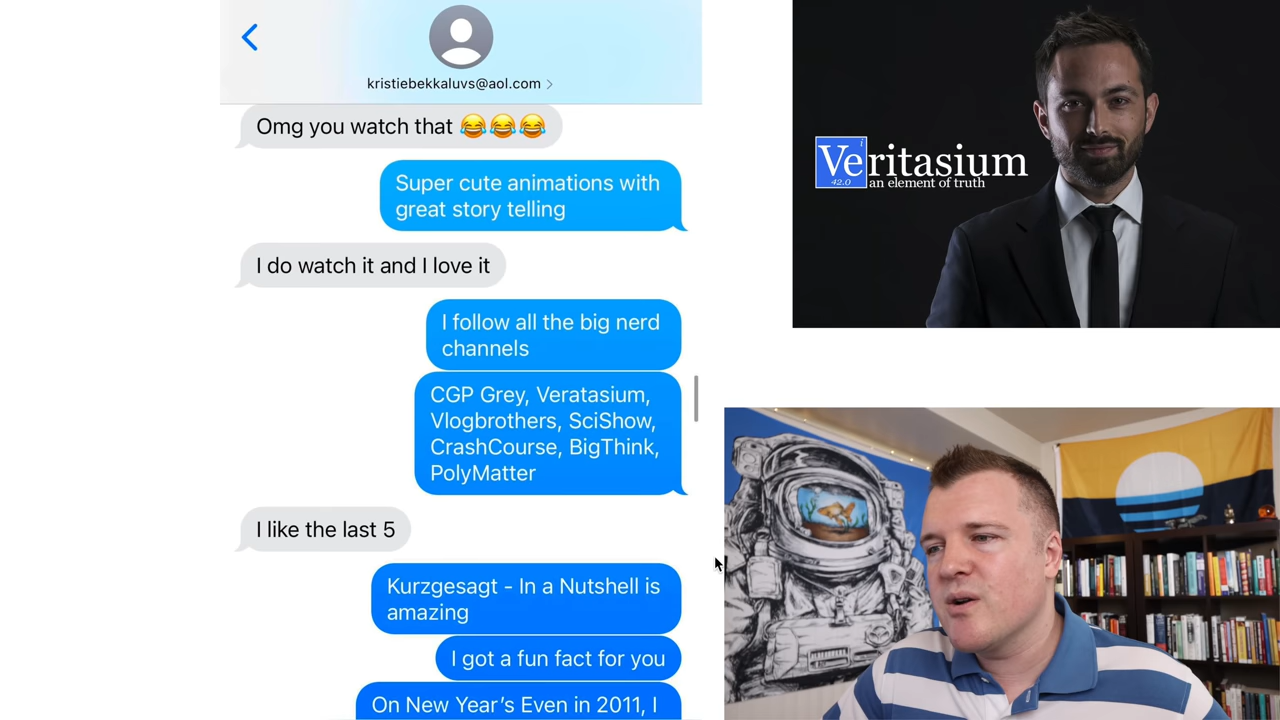 kristiebekkaluvs@aol.com
Omg you watch that 😂😂😂
Super cute animations with
great story telling
I do watch it and I love it
I follow all the big nerd
channels
CGP Grey, Veratasium,
Vlogbrothers, SciShow,
CrashCourse, BigThink,
PolyMatter
I like the last 5
Kurzgesagt - In a Nutshell is
amazing
I got a fun fact for you
On New Year's Even in 2011, I
Veritasium
i
42.0
an element of truth